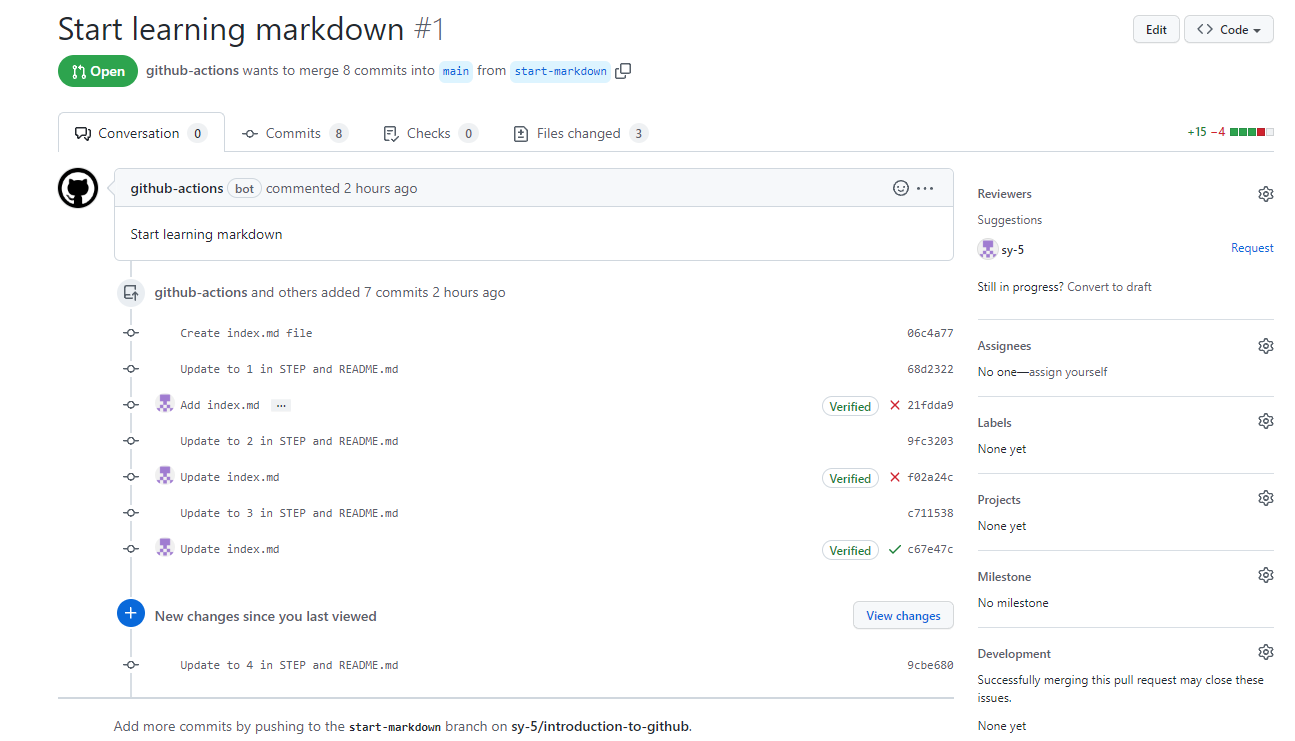 Start learning markdown #1
Edit
<> Code
Open
github-actions wants to merge 8 commits into main from start-markdown
Conversation 0
Commits 8
Checks 0
Files changed 3
+15 −4
github-actions bot commented 2 hours ago
Start learning markdown
github-actions and others added 7 commits 2 hours ago
Create index.md file 06c4a77
Update to 1 in STEP and README.md 68d2322
Add index.md ... Verified 21fdda9
Update to 2 in STEP and README.md 9fc3203
Update index.md Verified f02a24c
Update to 3 in STEP and README.md c711538
Update index.md Verified c67e47c
New changes since you last viewed
View changes
Update to 4 in STEP and README.md 9cbe680
Add more commits by pushing to the start-markdown branch on sy-5/introduction-to-github.
Reviewers
Suggestions
sy-5 Request
Still in progress? Convert to draft
Assignees
No one—assign yourself
Labels
None yet
Projects
None yet
Milestone
No milestone
Development
Successfully merging this pull request may close these
issues.
None yet